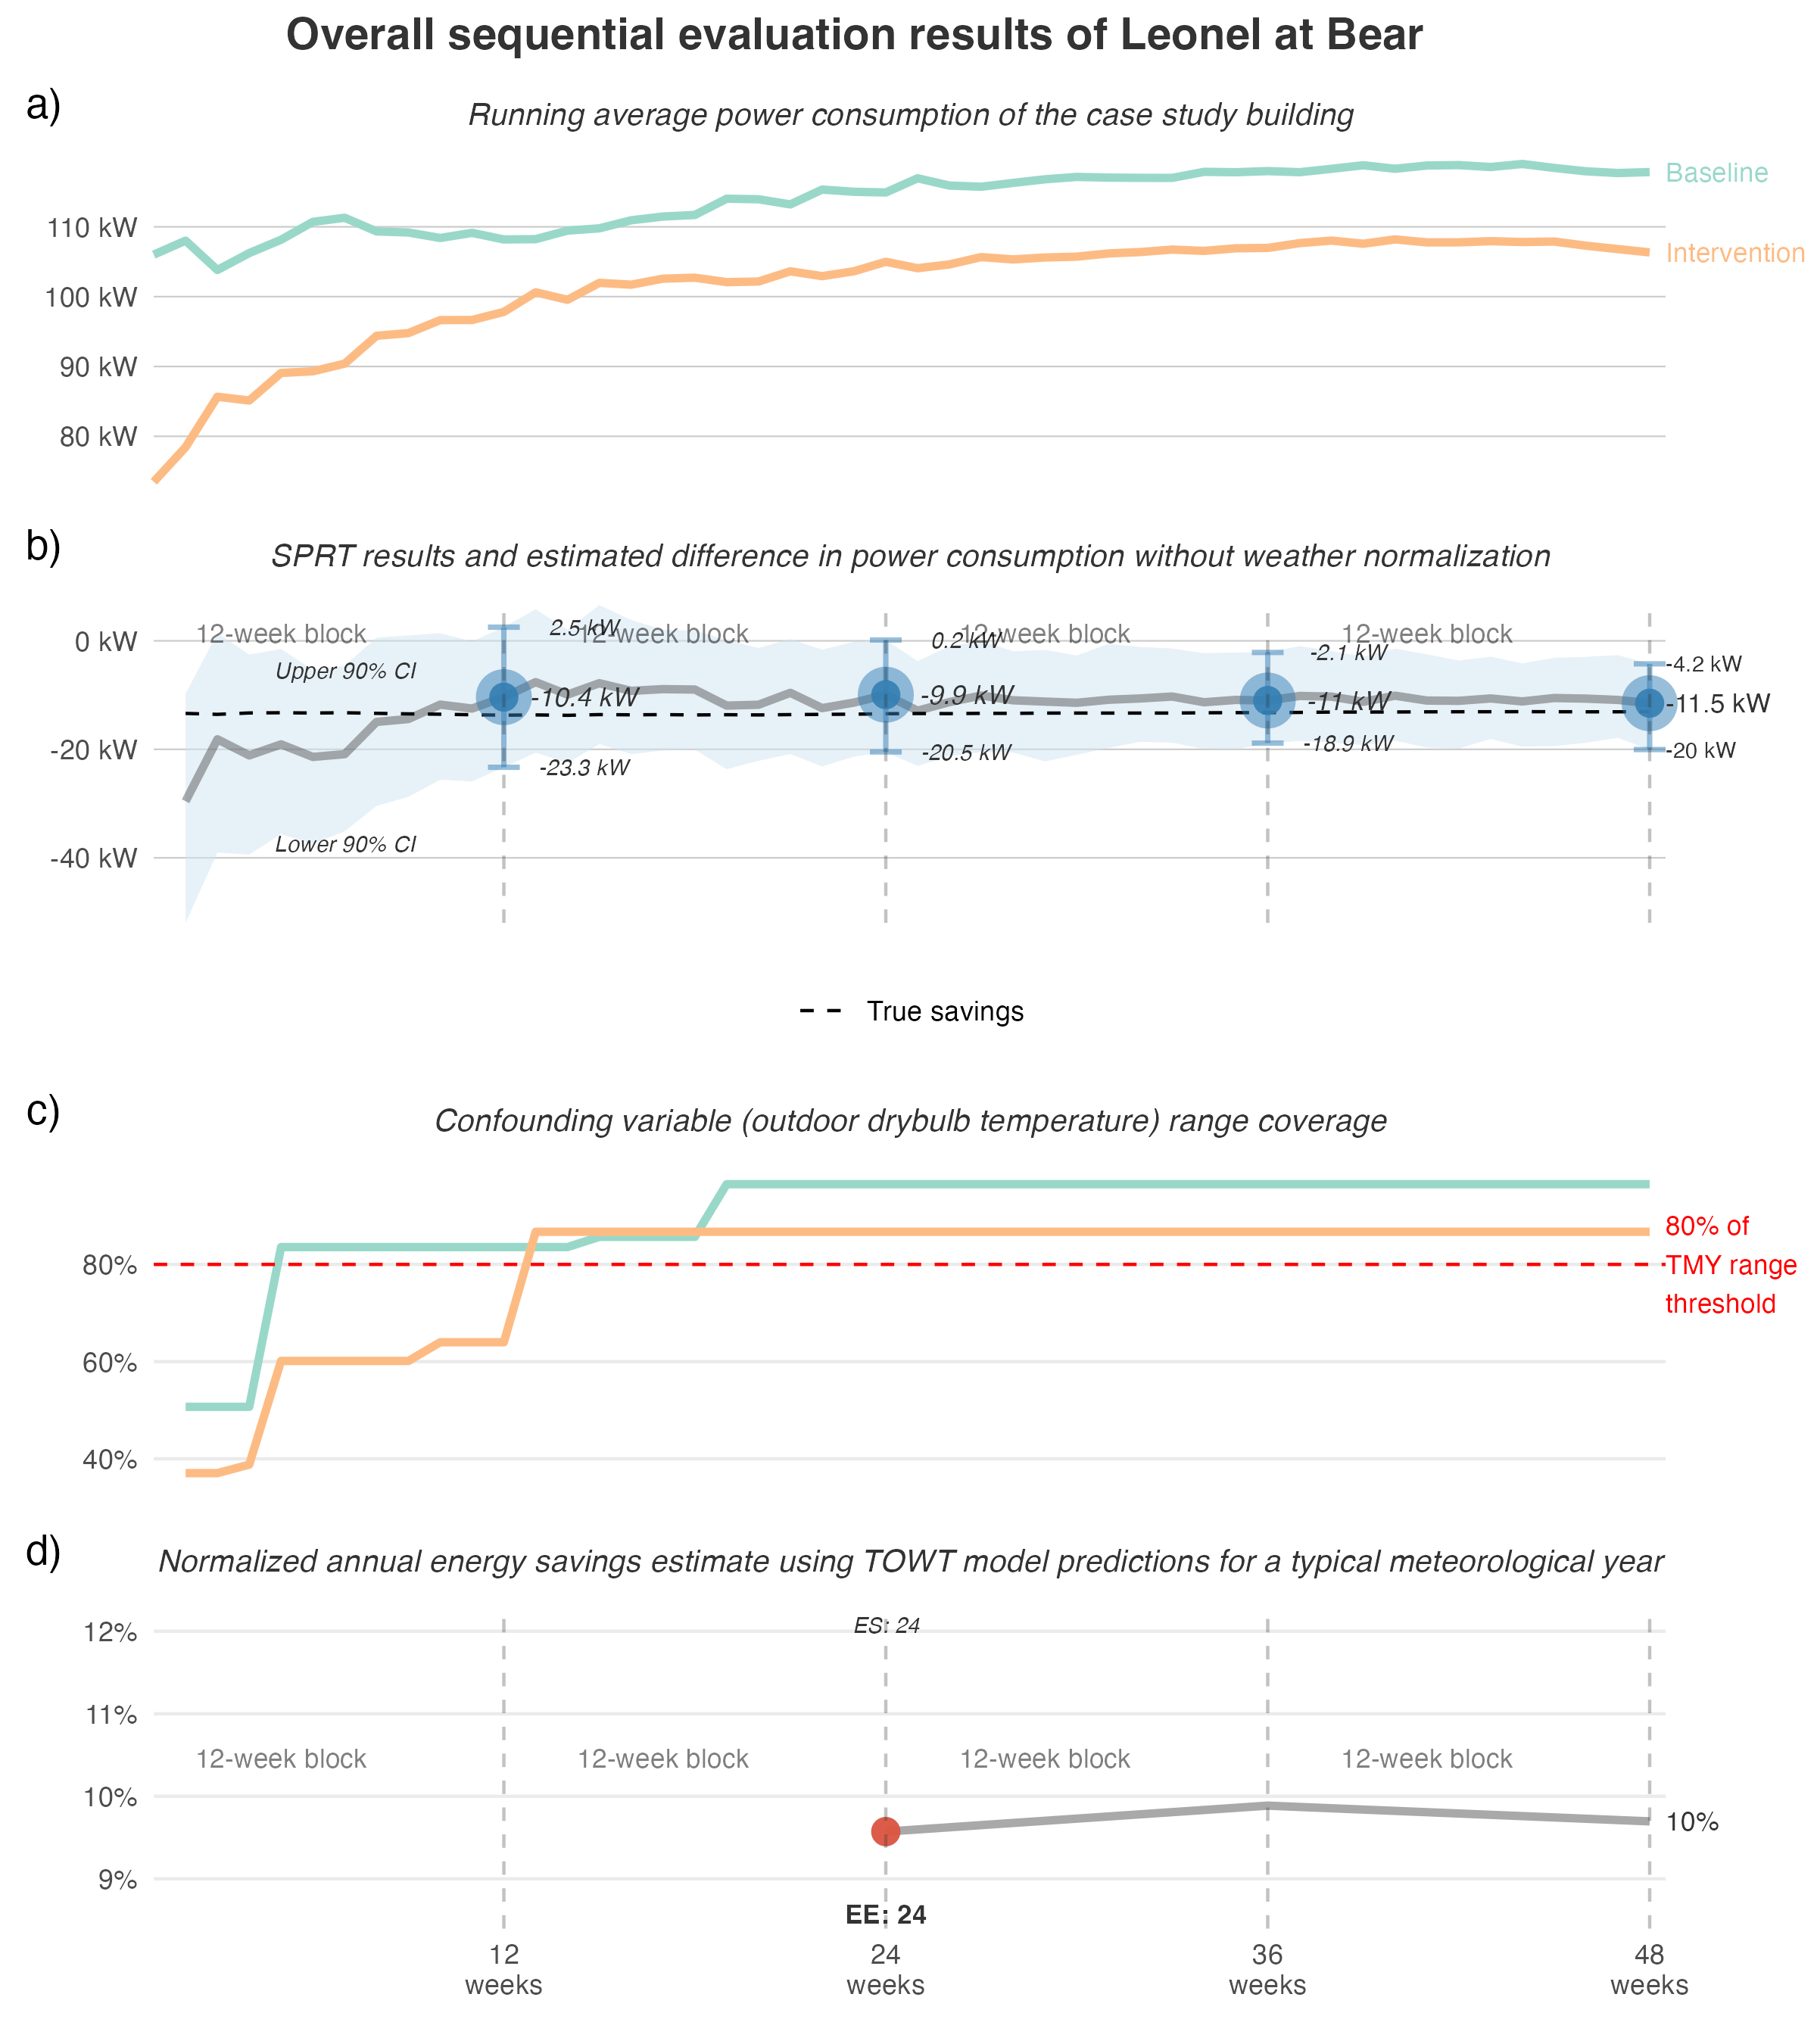 Overall sequential evaluation results of Leonel at Bear
a)
Running average power consumption of the case study building
Baseline
110 kW
Intervention
100 kW
90 kW
80 kW
b)
SPRT results and estimated difference in power consumption without weather normalization
12-week block
12-week block
12-week block
12-week block
0 kW
2.5 kW
0.2 kW
-2.1 kW
-4.2 kW
Upper 90% CI
-10.4 kW
-9.9 kW
-11 kW
-11.5 kW
-20 kW
-23.3 kW
-20.5 kW
-18.9 kW
-20 kW
Lower 90% CI
-40 kW
True savings
c)
Confounding variable (outdoor drybulb temperature) range coverage
80% of
TMY range
threshold
80%
60%
40%
d)
Normalized annual energy savings estimate using TOWT model predictions for a typical meteorological year
ES: 24
12%
11%
12-week block
12-week block
12-week block
12-week block
10%
10%
9%
EE: 24
12
weeks
24
weeks
36
weeks
48
weeks